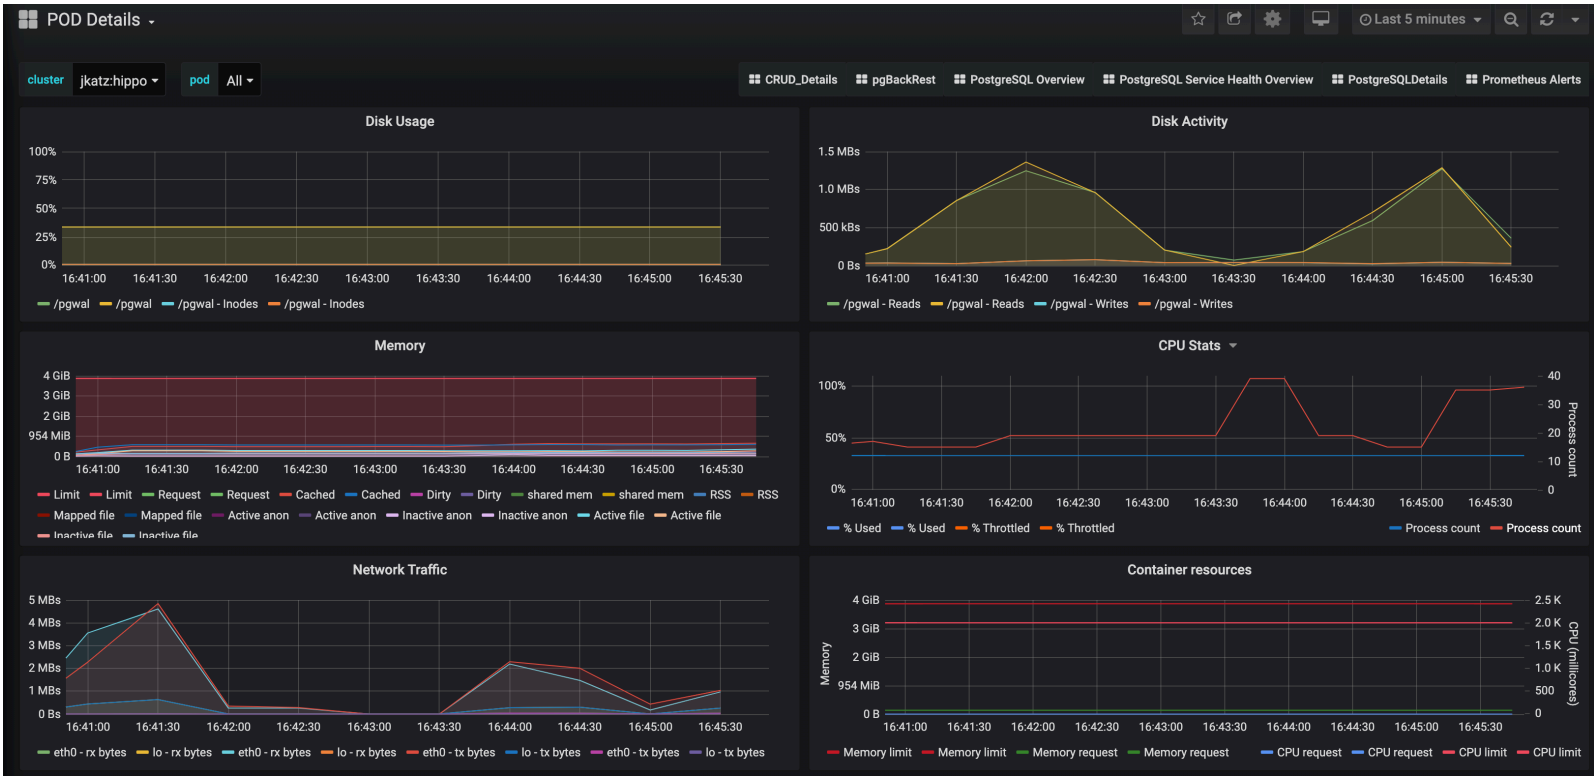 POD Details
Last 5 minutes
cluster jkatz:hippo pod All
CRUD_Details pgBackRest PostgreSQL Overview PostgreSQL Service Health Overview PostgreSQLDetails Prometheus Alerts
Disk Usage
100%
75%
50%
25%
0%
16:41:00 16:41:30 16:42:00 16:42:30 16:43:00 16:43:30 16:44:00 16:44:30 16:45:00 16:45:30
/pgwal /pgwal /pgwal - Inodes /pgwal - Inodes
Disk Activity
1.5 MBs
1.0 MBs
500 kBs
0 Bs
16:41:00 16:41:30 16:42:00 16:42:30 16:43:00 16:43:30 16:44:00 16:44:30 16:45:00 16:45:30
/pgwal - Reads /pgwal - Reads /pgwal - Writes /pgwal - Writes
Memory
4 GiB
3 GiB
2 GiB
954 MiB
0 B
16:41:00 16:41:30 16:42:00 16:42:30 16:43:00 16:43:30 16:44:00 16:44:30 16:45:00 16:45:30
Limit Limit Request Request Cached Cached Dirty Dirty shared mem shared mem RSS RSS
Mapped file Mapped file Active anon Active anon Inactive anon Inactive anon Active file Active file
Inactive file Inactive file
CPU Stats
100%
50%
0%
40
30
20
10
0
Process count
16:41:00 16:41:30 16:42:00 16:42:30 16:43:00 16:43:30 16:44:00 16:44:30 16:45:00 16:45:30
% Used % Used % Throttled % Throttled Process count Process count
Network Traffic
5 MBs
4 MBs
3 MBs
2 MBs
1 MBs
0 Bs
16:41:00 16:41:30 16:42:00 16:42:30 16:43:00 16:43:30 16:44:00 16:44:30 16:45:00 16:45:30
eth0 - rx bytes lo - rx bytes eth0 - rx bytes lo - rx bytes eth0 - tx bytes lo - tx bytes eth0 - tx bytes lo - tx bytes
Container resources
Memory
4 GiB
3 GiB
2 GiB
954 MiB
0 B
2.5 K
2.0 K
1.5 K
1.0 K
500
0
CPU (millicores)
16:41:00 16:41:30 16:42:00 16:42:30 16:43:00 16:43:30 16:44:00 16:44:30 16:45:00 16:45:30
Memory limit Memory limit Memory request Memory request CPU request CPU request CPU limit CPU limit